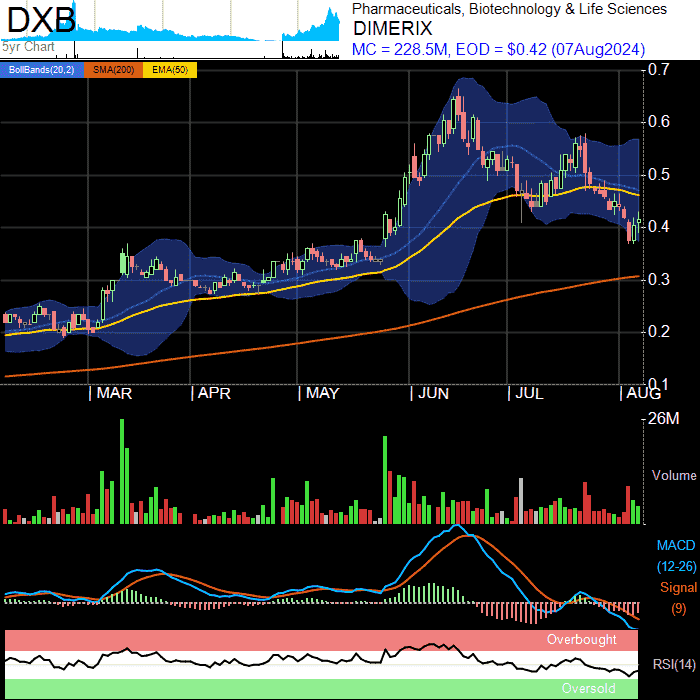 DXB
5yr Chart
Pharmaceuticals, Biotechnology & Life Sciences
DIMERIX
MC = 228.5M, EOD = $0.42 (07Aug2024)
BollBands(20,2) SMA(200) EMA(50)
0.7
0.6
0.5
0.4
0.3
0.2
0.1
MAR APR MAY JUN JUL AUG
26M
Volume
MACD
(12-26)
Signal
(9)
Overbought
RSI(14)
Oversold